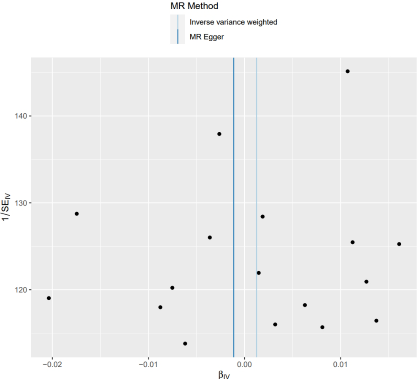 MR Method
Inverse variance weighted
MR Egger
140
130
120
1/SE_IV
−0.02
−0.01
0.00
0.01
β_IV